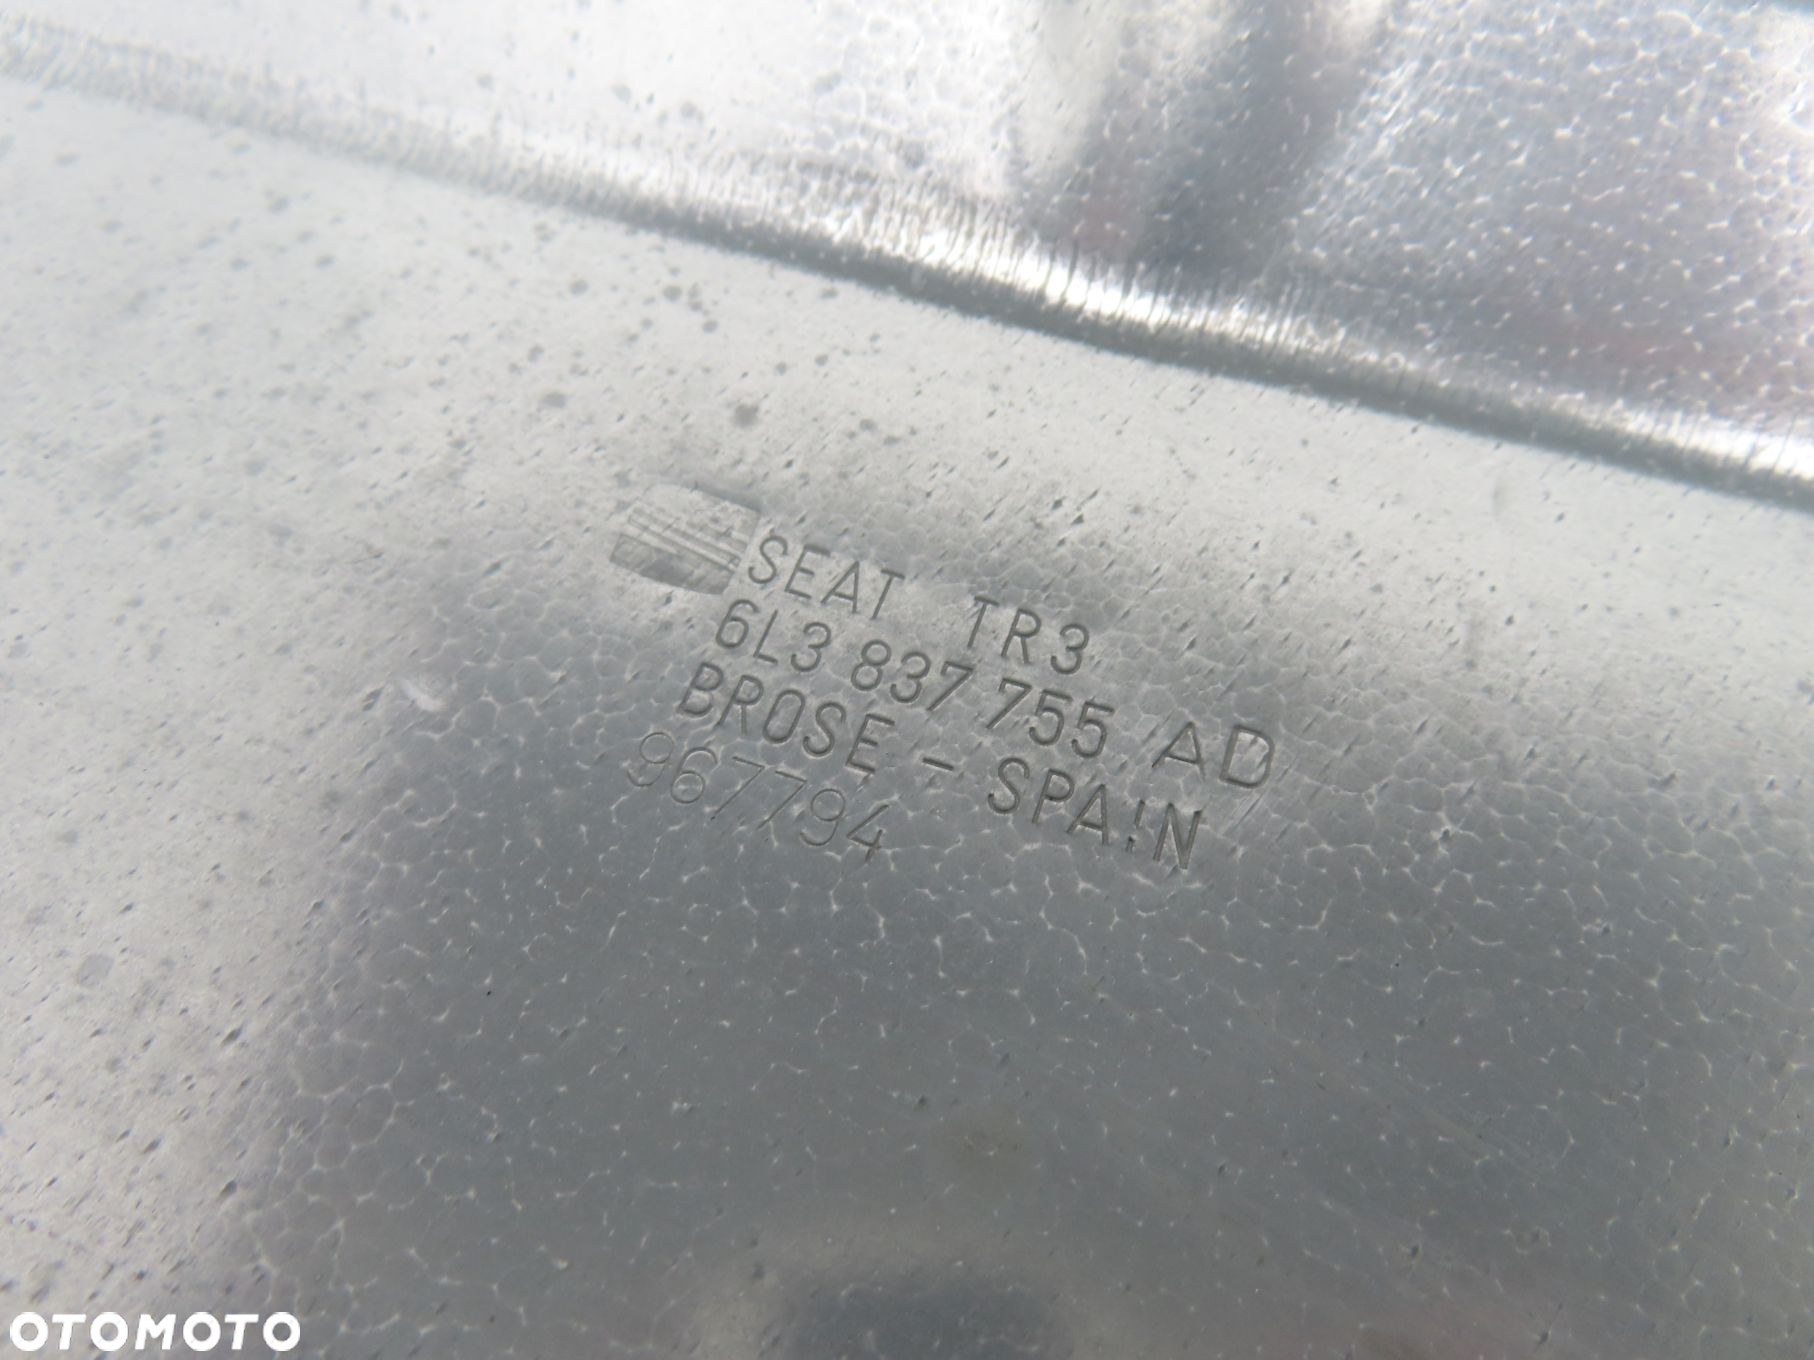 SEAT TR3
6L3 837 755 AD
BROSE - SPAIN
967794
OTOMOTO